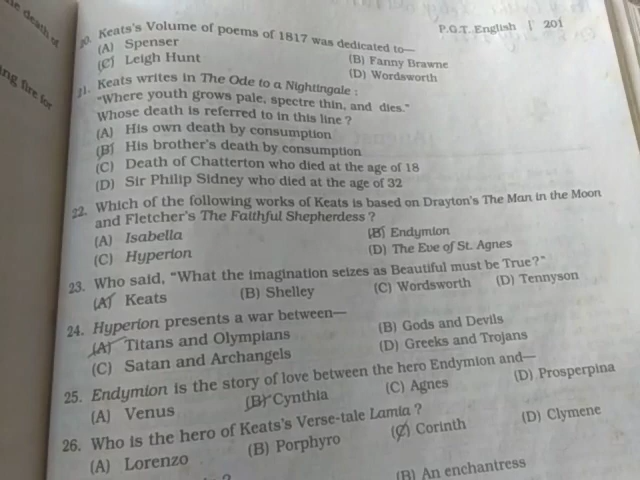 he death of
ing fire for
P.G.T. English | 201
20. Keats's Volume of poems of 1817 was dedicated to—
(A) Spenser
(B) Fanny Brawne
(C) Leigh Hunt
(D) Wordsworth
21. Keats writes in The Ode to a Nightingale :
"Where youth grows pale, spectre thin, and dies."
Whose death is referred to in this line ?
(A) His own death by consumption
(B) His brother's death by consumption
(C) Death of Chatterton who died at the age of 18
(D) Sir Philip Sidney who died at the age of 32
22. Which of the following works of Keats is based on Drayton's The Man in the Moon
and Fletcher's The Faithful Shepherdess ?
(A) Isabella
(B) Endymion
(C) Hyperion
(D) The Eve of St. Agnes
23. Who said, "What the imagination seizes as Beautiful must be True?"
(A) Keats (B) Shelley (C) Wordsworth (D) Tennyson
24. Hyperion presents a war between—
(A) Titans and Olympians
(B) Gods and Devils
(C) Satan and Archangels
(D) Greeks and Trojans
25. Endymion is the story of love between the hero Endymion and—
(A) Venus (B) Cynthia (C) Agnes (D) Prosperpina
26. Who is the hero of Keats's Verse-tale Lamia ?
(A) Lorenzo (B) Porphyro (C) Corinth (D) Clymene
(B) An enchantress